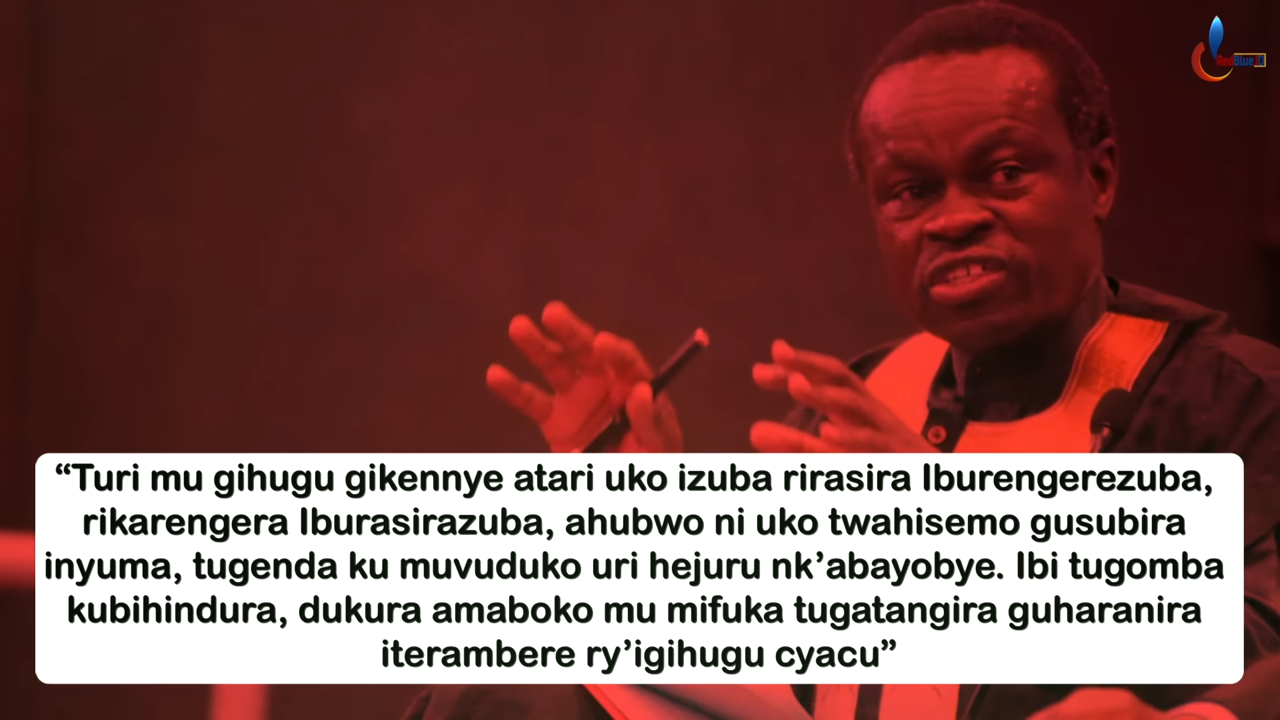 RedBlueJD
“Turi mu gihugu gikennye atari uko izuba rirasira Iburengerezuba,
rikarengera Iburasirazuba, ahubwo ni uko twahisemo gusubira
inyuma, tugenda ku muvuduko uri hejuru nk’abayobye. Ibi tugomba
kubihindura, dukura amaboko mu mifuka tugatangira guharanira
iterambere ry’igihugu cyacu”